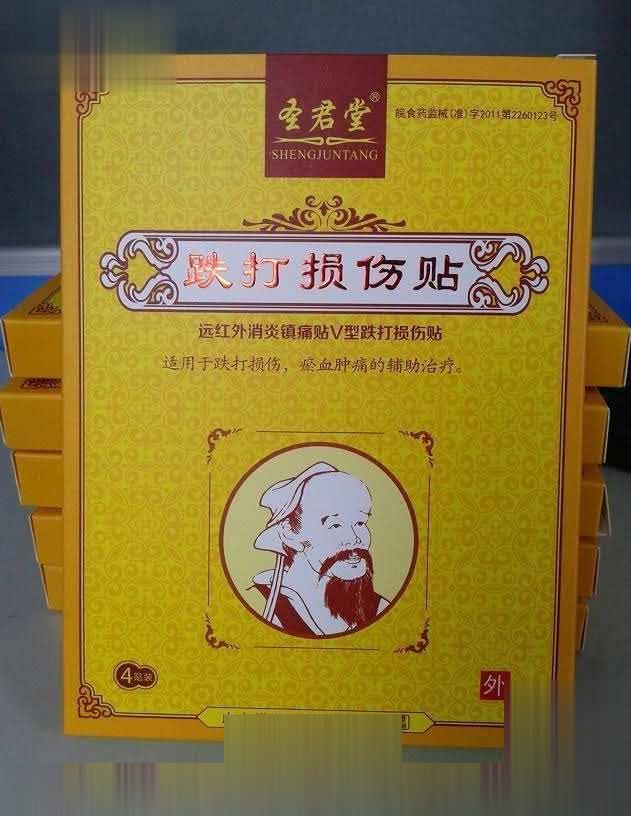 圣君堂®
SHENGJUNTANG
皖食药监械(准)字2011第2260123号
跌打损伤贴
远红外消炎镇痛贴V型跌打损伤贴
适用于跌打损伤，瘀血肿痛的辅助治疗。
4贴装
外